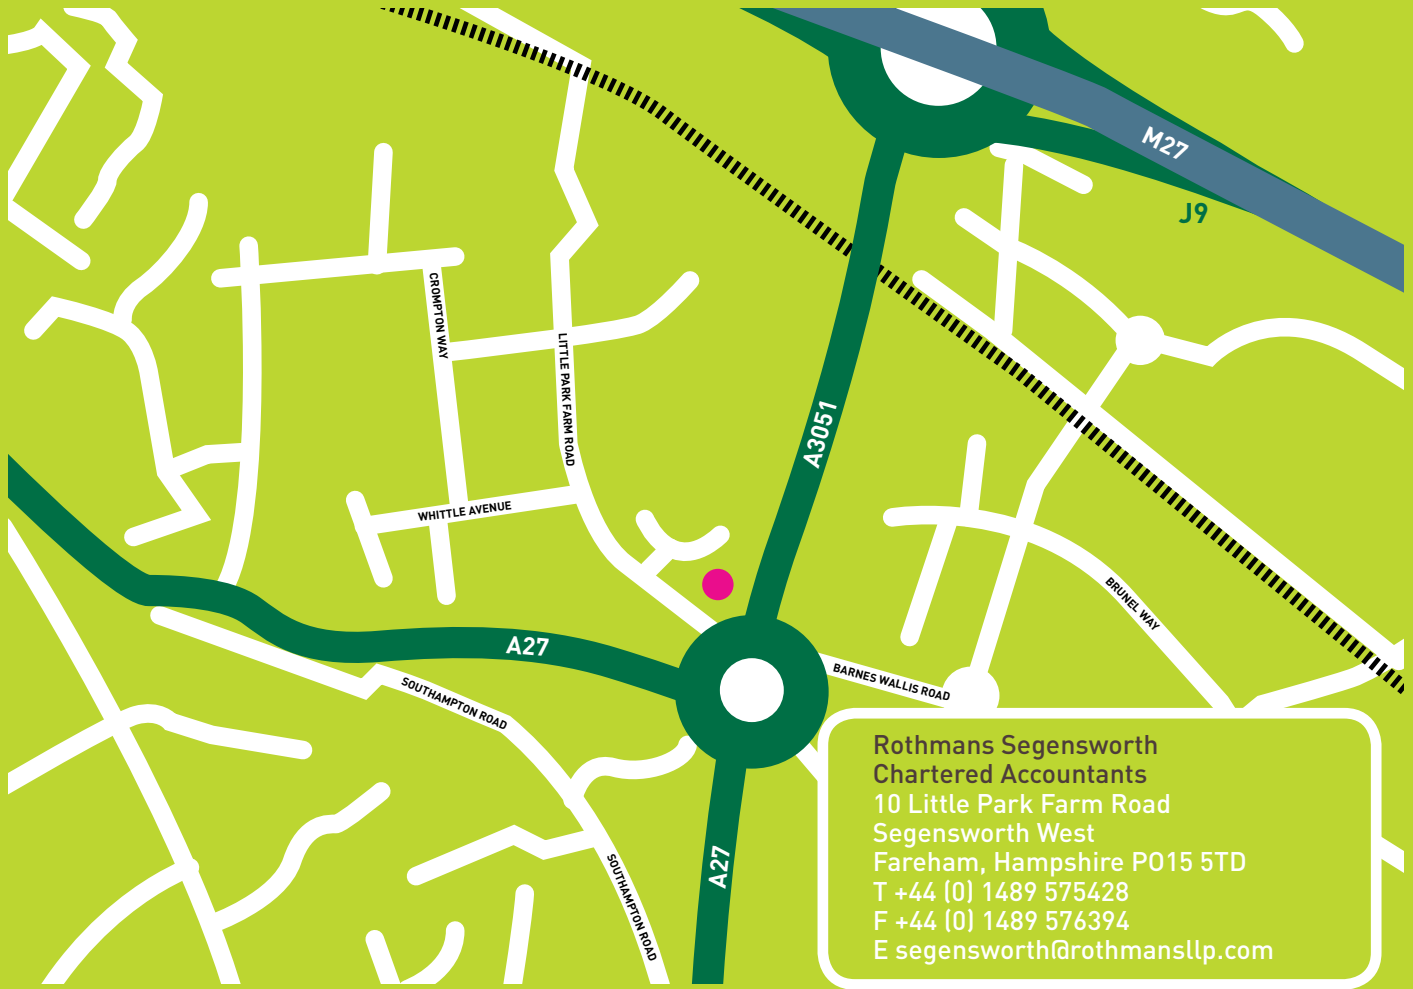 M27
J9
CROMPTON WAY
LITTLE PARK FARM ROAD
A3051
WHITTLE AVENUE
BRUNEL WAY
A27
BARNES WALLIS ROAD
SOUTHAMPTON ROAD
A27
SOUTHAMPTON ROAD
Rothmans Segensworth
Chartered Accountants
10 Little Park Farm Road
Segensworth West
Fareham, Hampshire PO15 5TD
T +44 (0) 1489 575428
F +44 (0) 1489 576394
E segensworth@rothmansllp.com